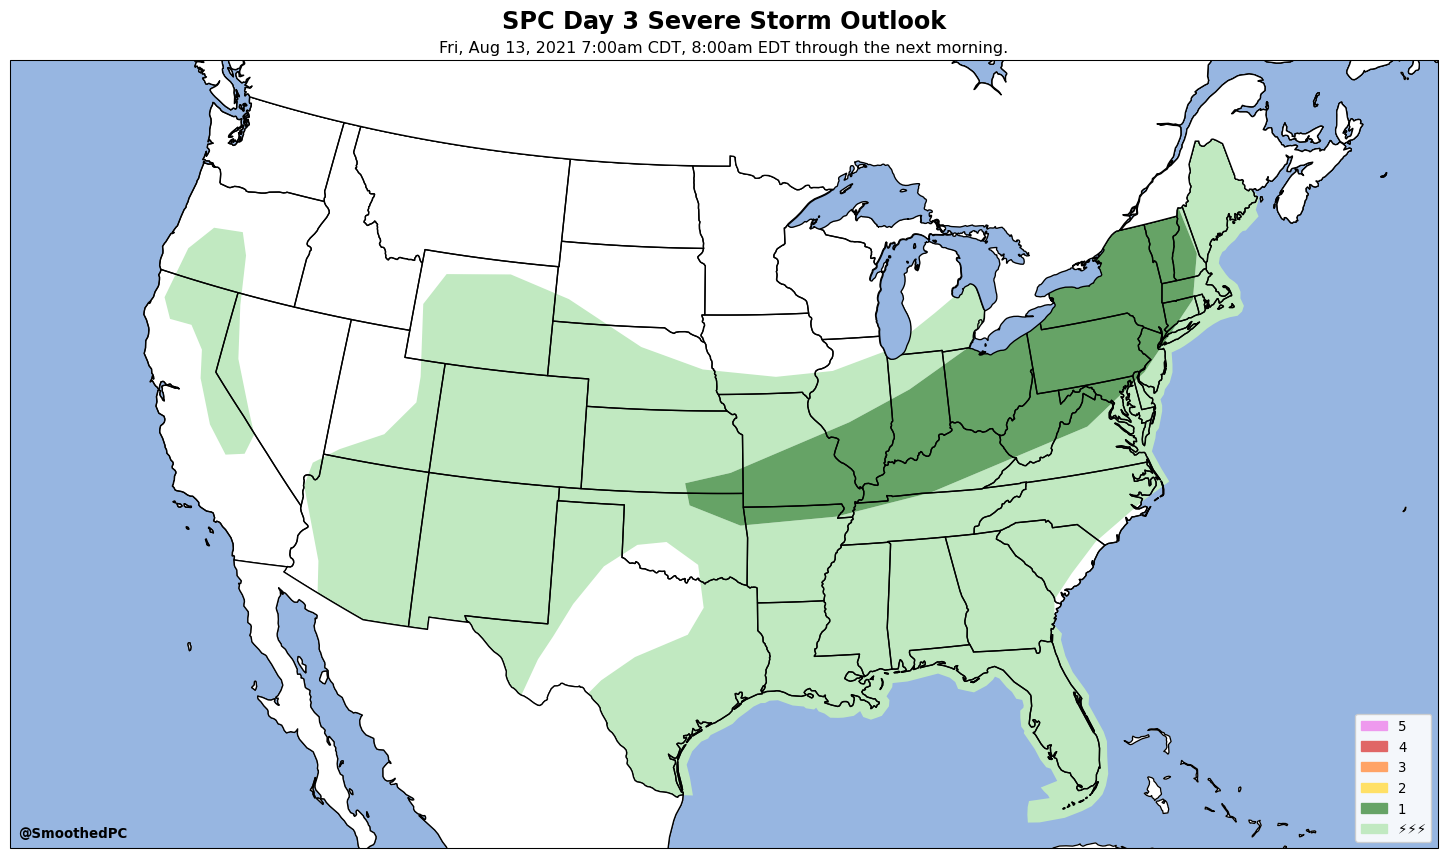 SPC Day 3 Severe Storm Outlook
Fri, Aug 13, 2021 7:00am CDT, 8:00am EDT through the next morning.
5
4
3
2
1
⚡⚡⚡
@SmoothedPC